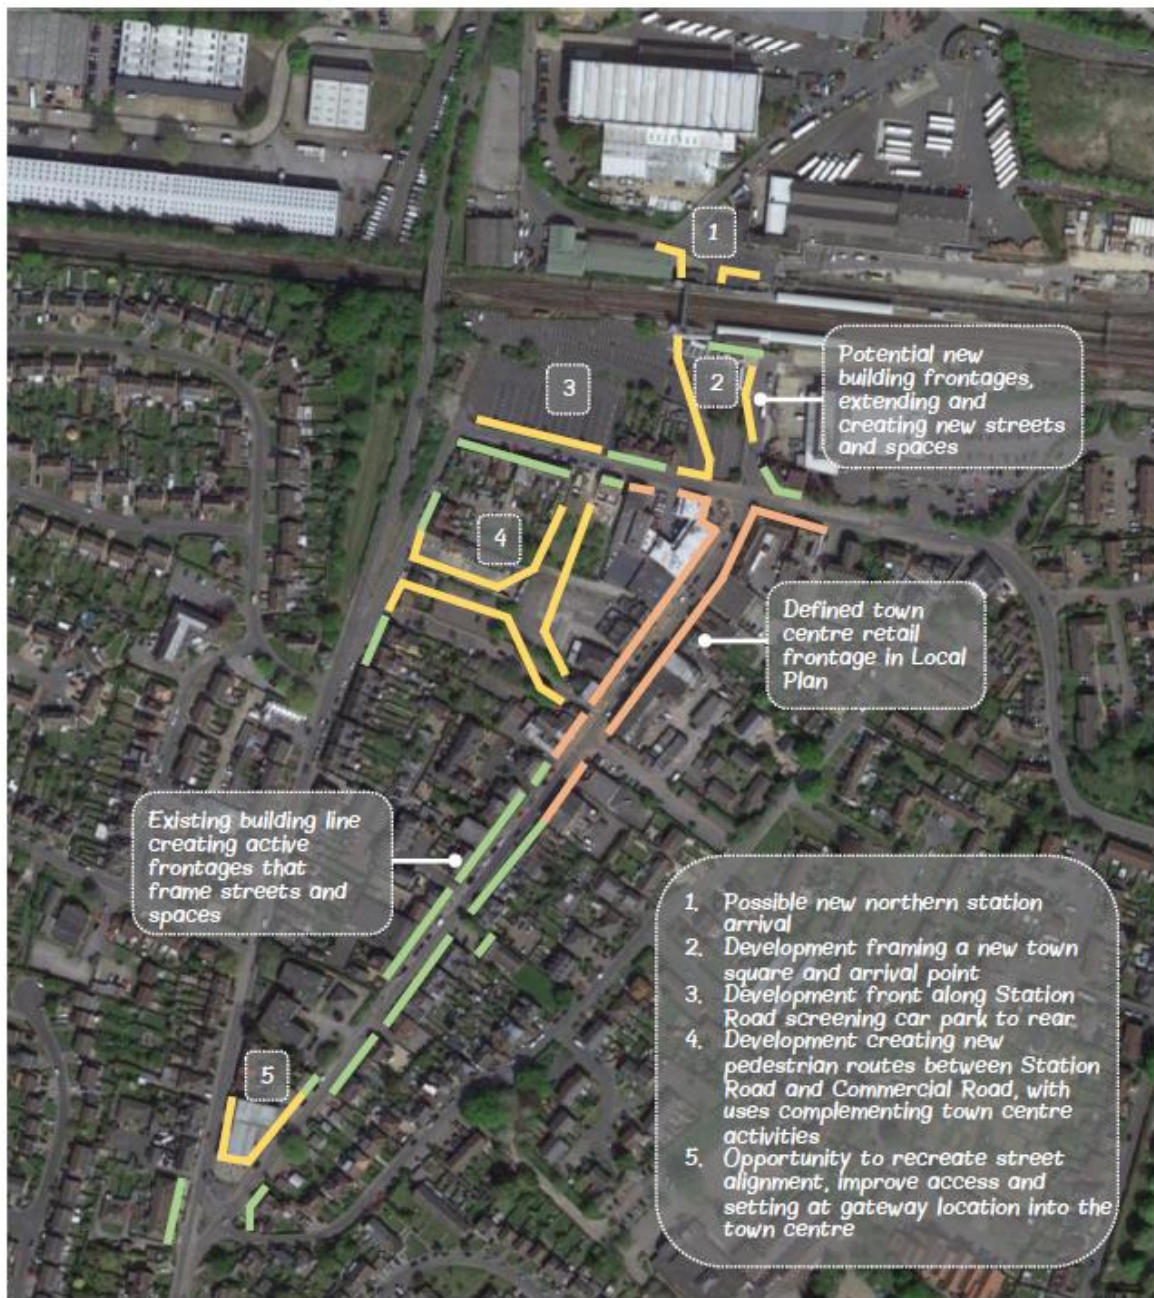 1
2
3
Potential new
building frontages,
extending and
creating new streets
and spaces
4
Defined town
centre retail
frontage in Local
Plan
Existing building line
creating active
frontages that
frame streets and
spaces
5
1. Possible new northern station
arrival
2. Development framing a new town
square and arrival point
3. Development front along Station
Road screening car park to rear
4. Development creating new
pedestrian routes between Station
Road and Commercial Road, with
uses complementing town centre
activities
5. Opportunity to recreate street
alignment, improve access and
setting at gateway location into the
town centre